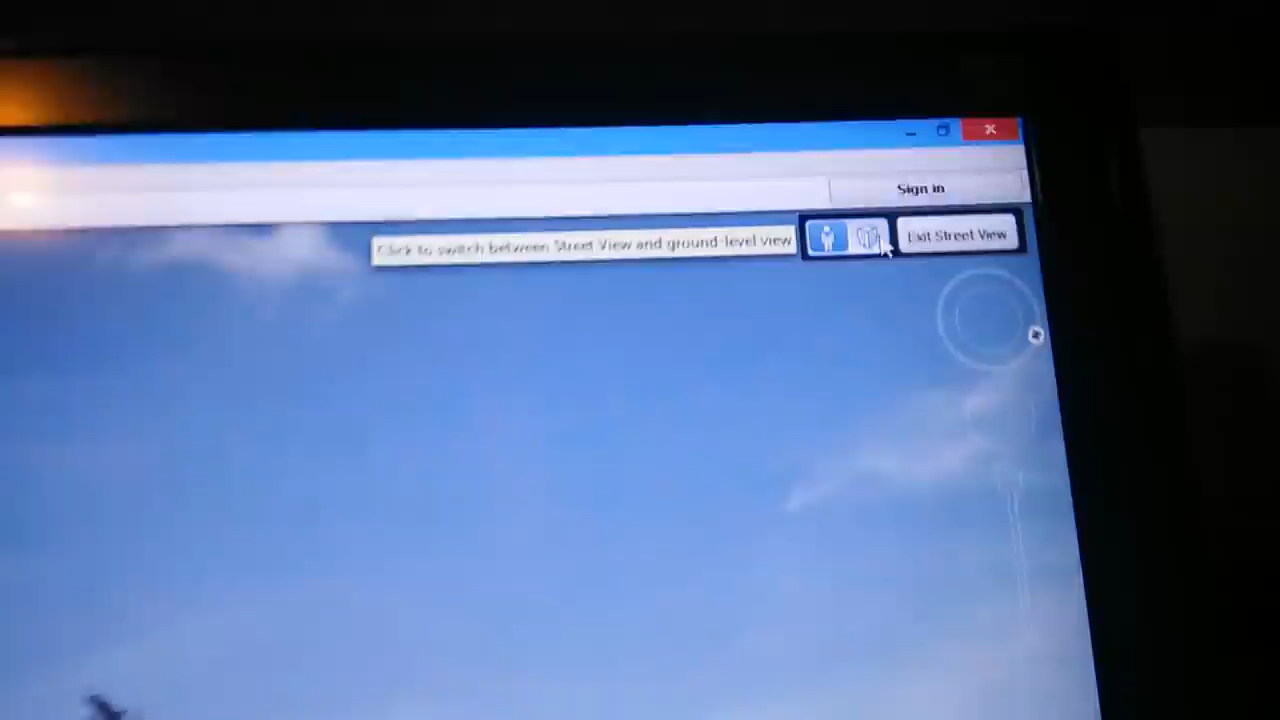 Sign in
Click to switch between Street View and ground-level view
Exit Street View